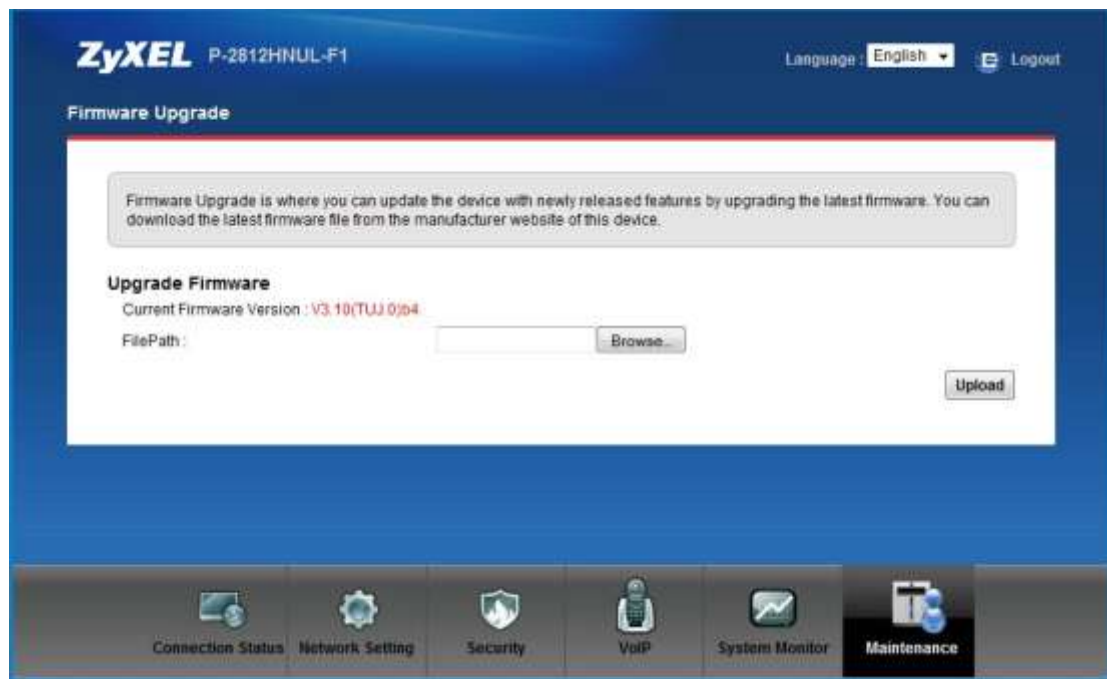 ZyXEL P-2812HNUL-F1
Language : English
Logout
Firmware Upgrade
Firmware Upgrade is where you can update the device with newly released features by upgrading the latest firmware. You can
download the latest firmware file from the manufacturer website of this device.
Upgrade Firmware
Current Firmware Version : V3.10(TUJ.0)b4
FilePath :
Browse...
Upload
Connection Status
Network Setting
Security
VoIP
System Monitor
Maintenance